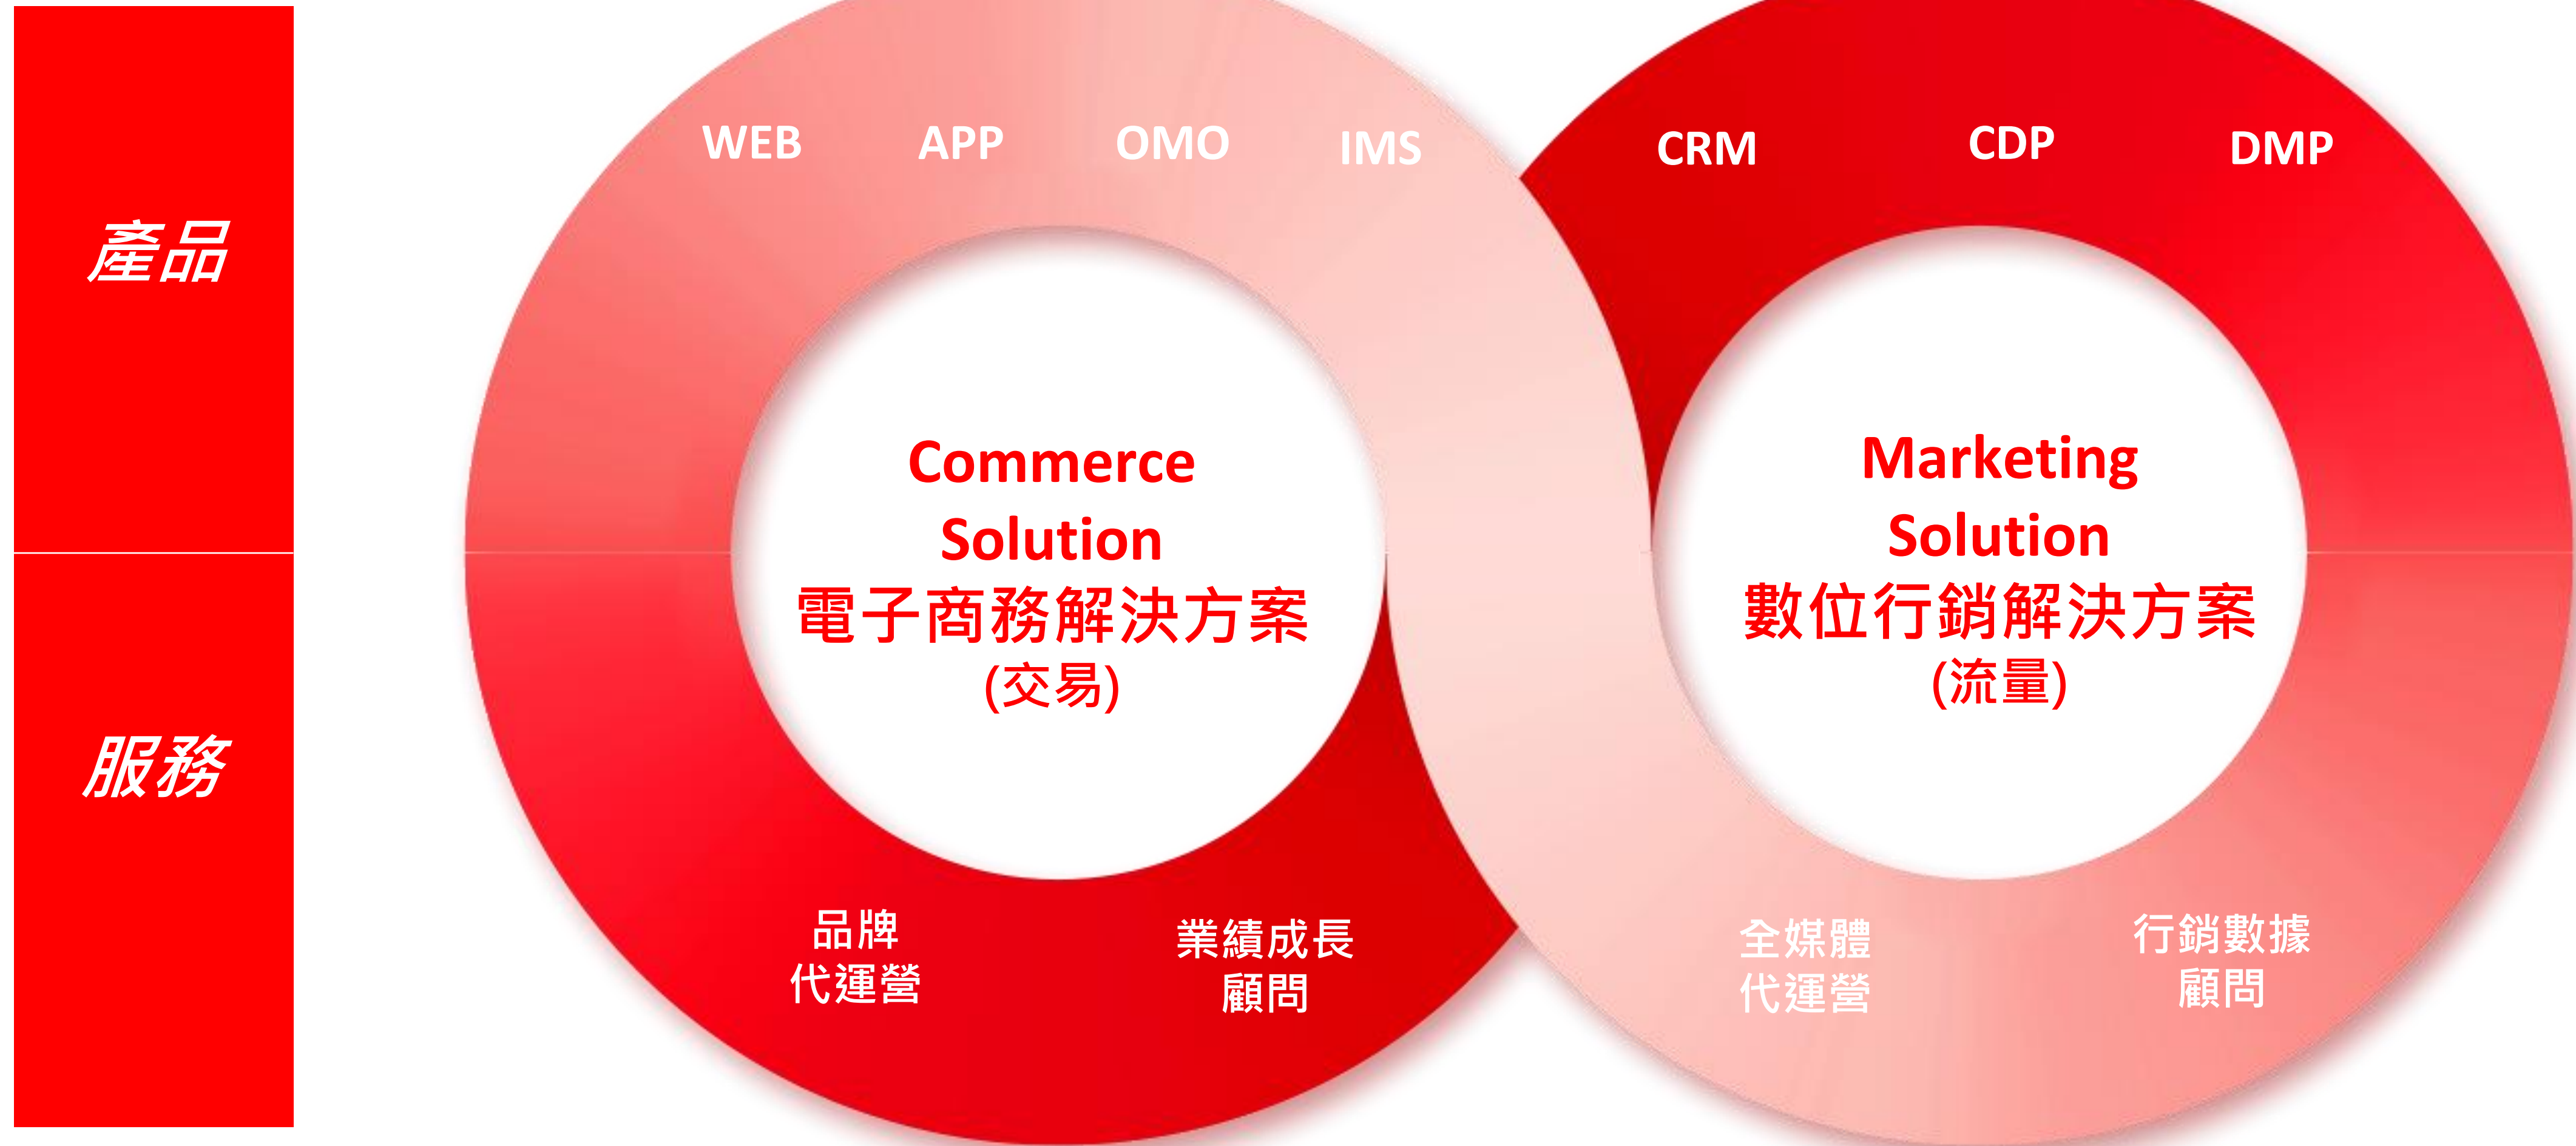 產品
WEB
APP
OMO
IMS
CRM
CDP
DMP
Commerce
Solution
電子商務解決方案
(交易)
Marketing
Solution
數位行銷解決方案
(流量)
服務
品牌
代運營
業績成長
顧問
全媒體
代運營
行銷數據
顧問